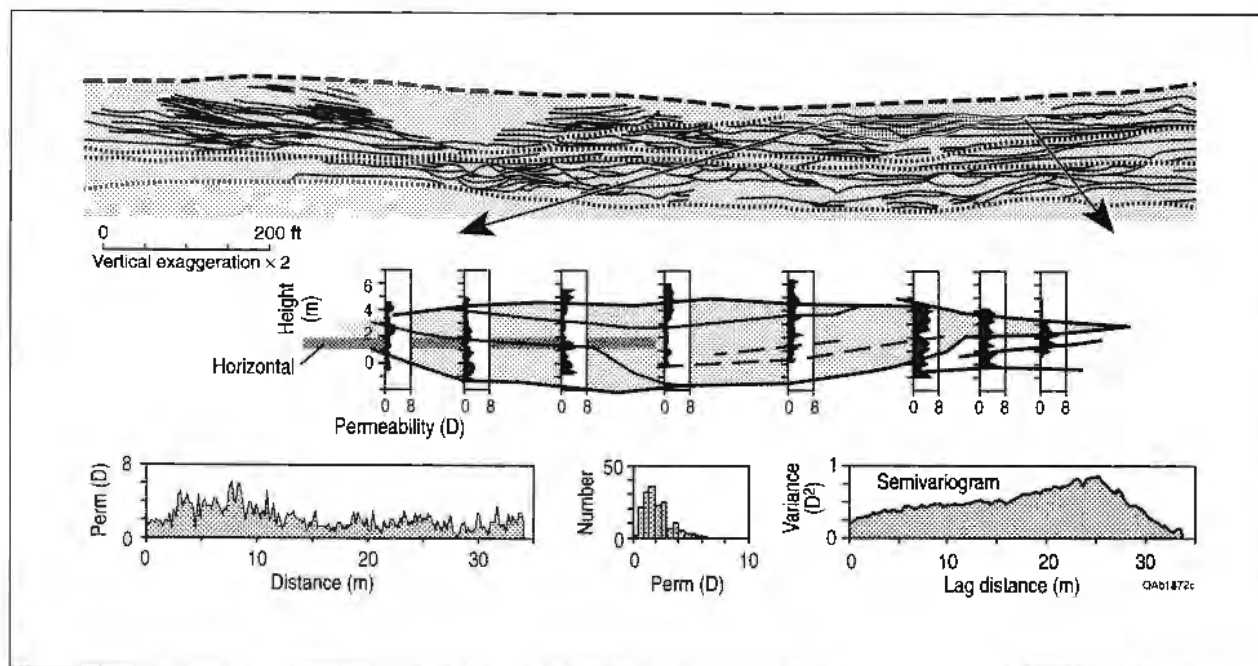 0 200 ft
Vertical exaggeration × 2
Height (m)
6
4
2
0
Horizontal
0 8 0 8 0 8 0 8 0 8 0 8 0 8 0 8
Permeability (D)
Perm (D)
8
0
0 10 20 30
Distance (m)
Number
50
0
0 10
Perm (D)
Variance (D²)
1
0
Semivariogram
0 10 20 30
Lag distance (m)
QAb1872c